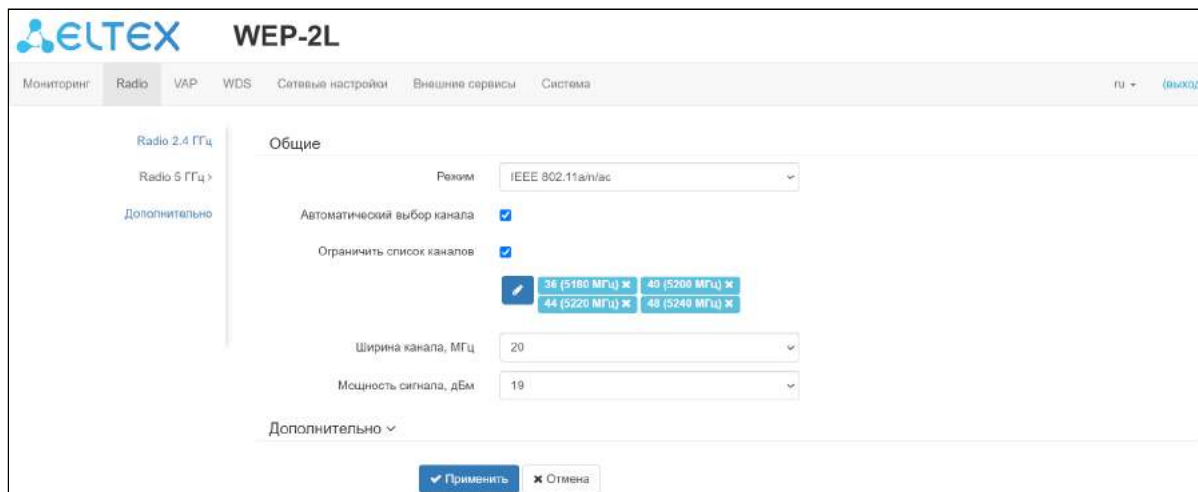 ELTEX WEP-2L
Мониторинг Radio VAP WDS Сетевые настройки Внешние сервисы Система ru (выход
Radio 2.4 ГГц
Radio 5 ГГц >
Дополнительно
Общие
Режим IEEE 802.11a/n/ac
Автоматический выбор канала
Ограничить список каналов
36 (5180 МГц) × 40 (5200 МГц) ×
44 (5220 МГц) × 48 (5240 МГц) ×
Ширина канала, МГц 20
Мощность сигнала, дБм 19
Дополнительно
Применить × Отмена